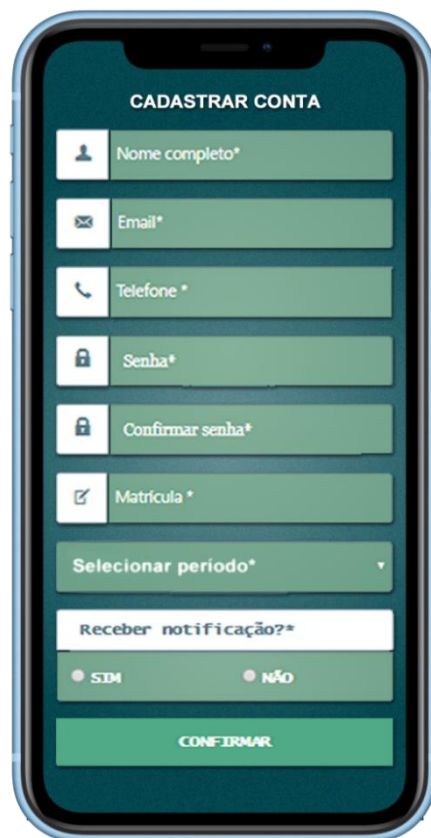 CADASTRAR CONTA
Nome completo*
Email*
Telefone *
Senha*
Confirmar senha*
Matrícula *
Selecionar período*
Receber notificação?*
SIM NÃO
CONFIRMAR